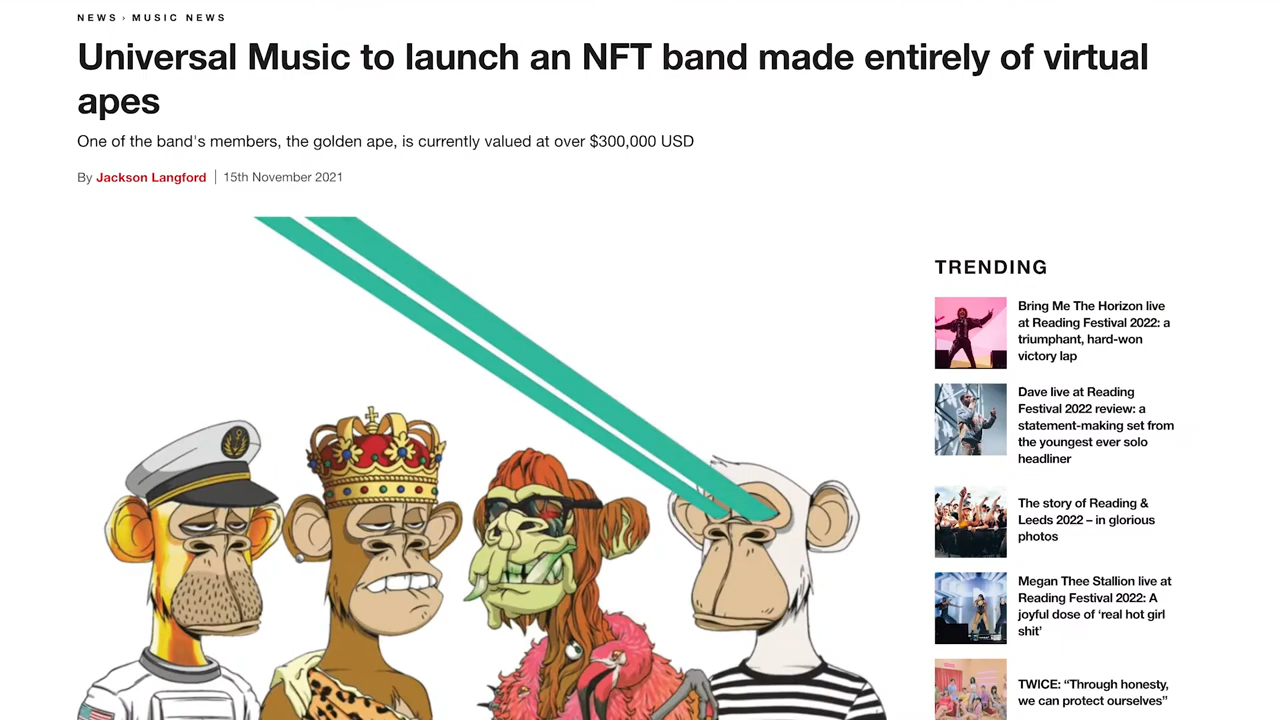 NEWS › MUSIC NEWS
Universal Music to launch an NFT band made entirely of virtual
apes
One of the band's members, the golden ape, is currently valued at over $300,000 USD
By Jackson Langford | 15th November 2021
TRENDING
Bring Me The Horizon live
at Reading Festival 2022: a
triumphant, hard-won
victory lap
Dave live at Reading
Festival 2022 review: a
statement-making set from
the youngest ever solo
headliner
The story of Reading &
Leeds 2022 – in glorious
photos
Megan Thee Stallion live at
Reading Festival 2022: A
joyful dose of ‘real hot girl
shit’
TWICE: “Through honesty,
we can protect ourselves”